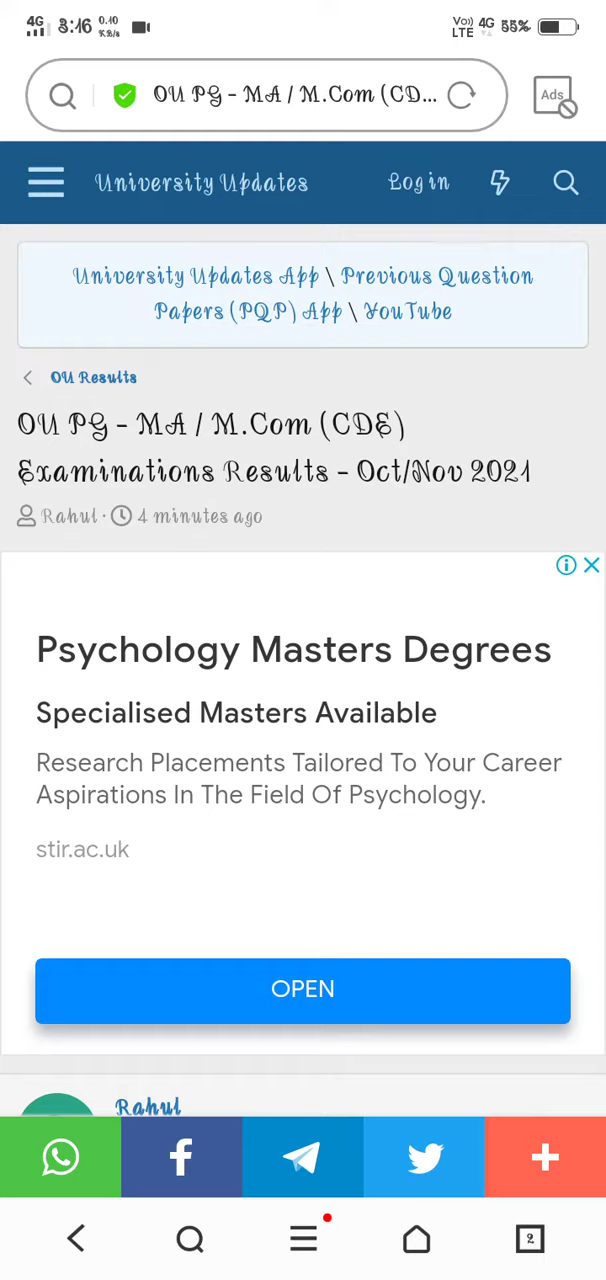 4G 3:16 0.10 KB/s Vo) LTE 4G 55%
OU PG - MA / M.Com (CD... Ads
University Updates Log in
University Updates App \ Previous Question
Papers (PQP) App \ YouTube
OU Results
OU PG - MA / M.Com (CDE)
Examinations Results - Oct/Nov 2021
Rahul · 4 minutes ago
Psychology Masters Degrees
Specialised Masters Available
Research Placements Tailored To Your Career
Aspirations In The Field Of Psychology.
stir.ac.uk
OPEN
Rahul
2